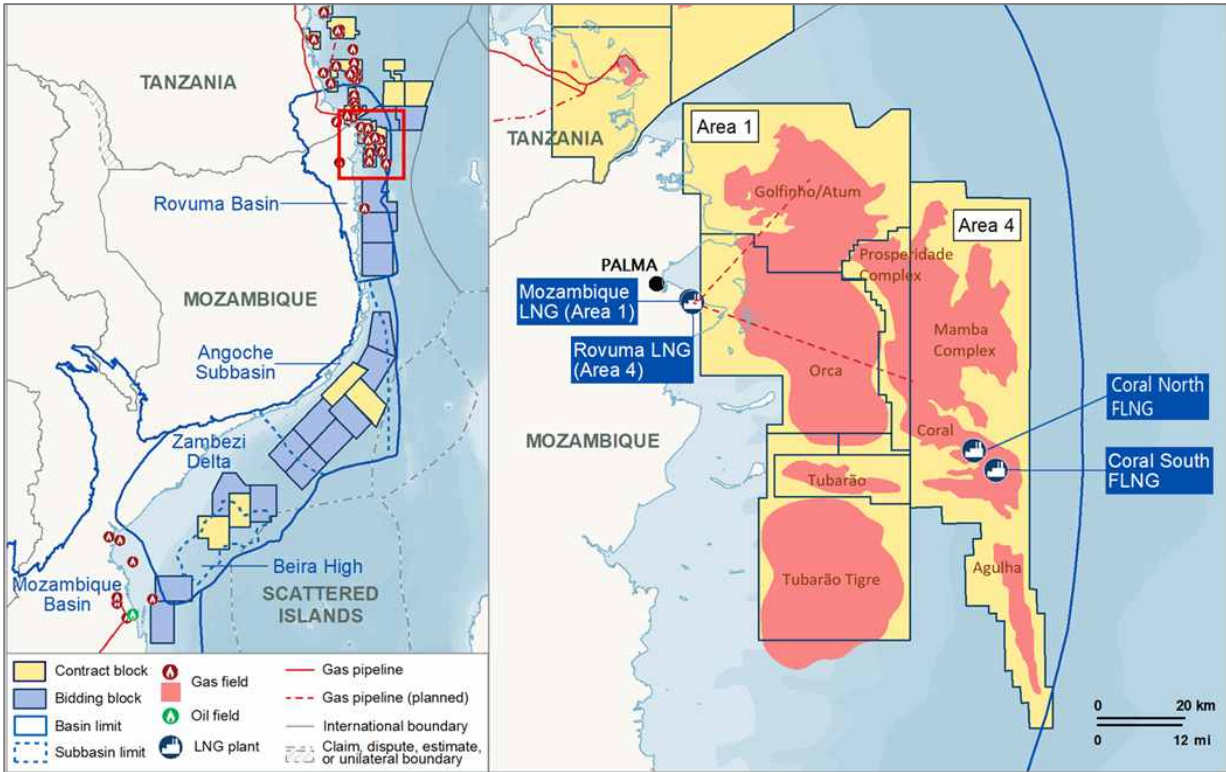 TANZANIA
Rovuma Basin
MOZAMBIQUE
Angoche
Subbasin
Zambezi
Delta
Beira High
Mozambique
Basin
SCATTERED
ISLANDS
Contract block
Bidding block
Basin limit
Subbasin limit
Gas field
Oil field
LNG plant
Gas pipeline
Gas pipeline (planned)
International boundary
Claim, dispute, estimate,
or unilateral boundary
TANZANIA
Area 1
Golfinho/Atum
Area 4
Prosperidade
Complex
PALMA
Mozambique
LNG (Area 1)
Rovuma LNG
(Area 4)
Mamba
Complex
Orca
Coral North
FLNG
Coral
MOZAMBIQUE
Coral South
FLNG
Tubarão
Tubarão Tigre
Agulha
0 20 km
0 12 mi